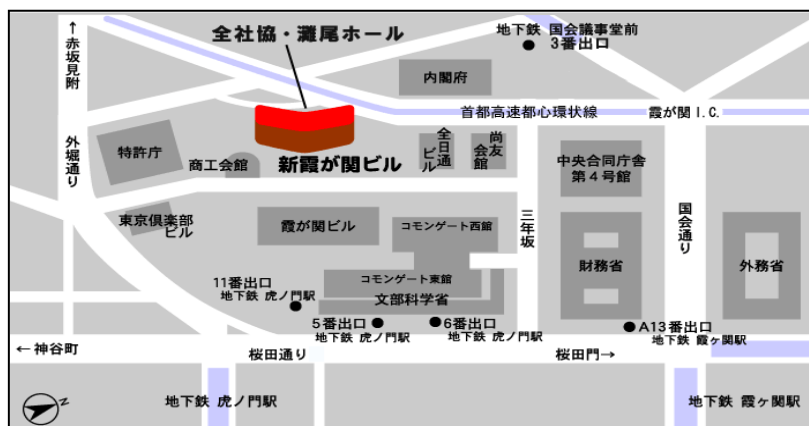 全社協・灘尾ホール
地下鉄 国会議事堂前
3番出口
↑赤坂見附
内閣府
首都高速都心環状線
霞が関 I.C.
外堀通り
特許庁
商工会館
新霞が関ビル
全日通
ビル
尚友
会館
中央合同庁舎
第4号館
東京倶楽部
ビル
霞が関ビル
コモンゲート西館
三年坂
国会通り
財務省
外務省
コモンゲート東館
文部科学省
11番出口
地下鉄 虎ノ門駅
5番出口
地下鉄 虎ノ門駅
6番出口
地下鉄 虎ノ門駅
A13番出口
地下鉄 霞ヶ関駅
←神谷町
桜田通り
桜田門→
地下鉄 虎ノ門駅
地下鉄 霞ヶ関駅
N